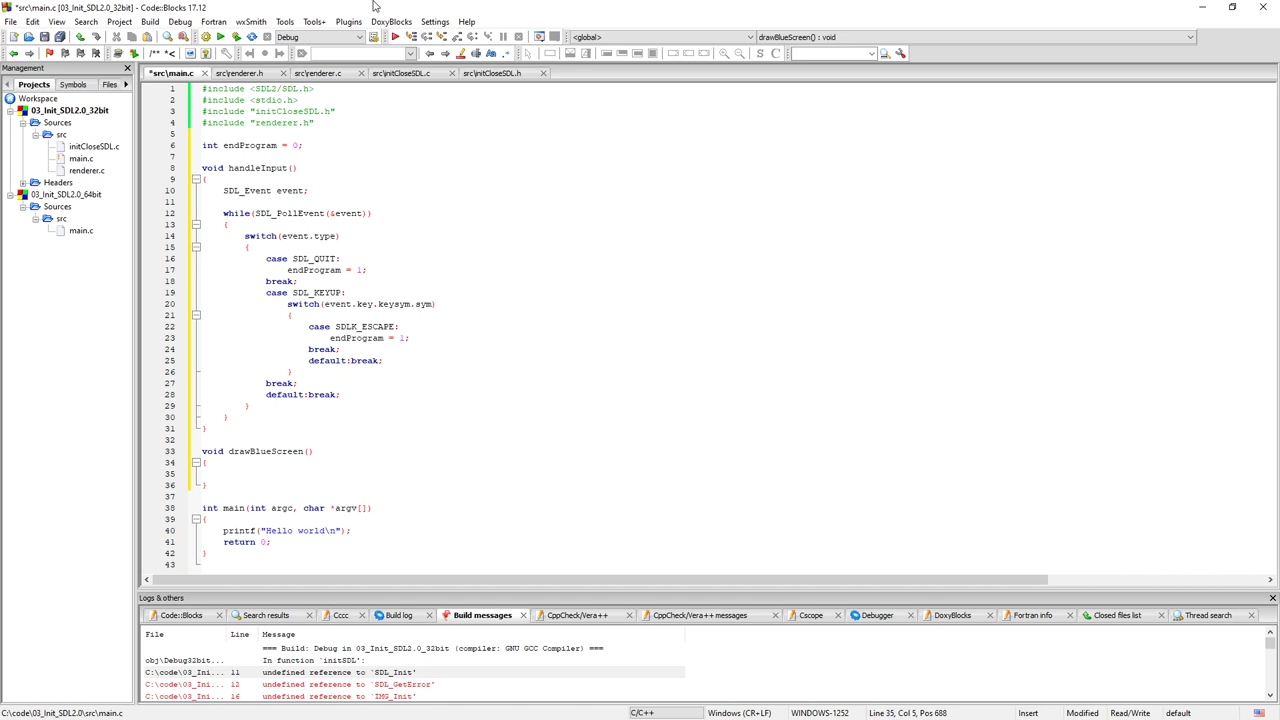 *src\main.c [03_Init_SDL2.0_32bit] - Code::Blocks 17.12
File Edit View Search Project Build Debug Fortran wxSmith Tools Tools+ Plugins DoxyBlocks Settings Help
Debug <global> drawBlueScreen() : void
/** *<
Aa .*
S C
Management
*src\main.c src\renderer.h src\renderer.c src\initCloseSDL.c src\initCloseSDL.h
Projects Symbols Files
Workspace
03_Init_SDL2.0_32bit
Sources
src
initCloseSDL.c
main.c
renderer.c
Headers
03_Init_SDL2.0_64bit
Sources
src
main.c
1 #include <SDL2/SDL.h>
2 #include <stdio.h>
3 #include "initCloseSDL.h"
4 #include "renderer.h"
5
6 int endProgram = 0;
7
8 void handleInput()
9 {
10 SDL_Event event;
11
12 while(SDL_PollEvent(&event))
13 {
14 switch(event.type)
15 {
16 case SDL_QUIT:
17 endProgram = 1;
18 break;
19 case SDL_KEYUP:
20 switch(event.key.keysym.sym)
21 {
22 case SDLK_ESCAPE:
23 endProgram = 1;
24 break;
25 default:break;
26 }
27 break;
28 default:break;
29 }
30 }
31 }
32
33 void drawBlueScreen()
34 {
35
36 }
37
38 int main(int argc, char *argv[])
39 {
40 printf("Hello world\n");
41 return 0;
42 }
43
Logs & others
Code::Blocks Search results Cccc Build log Build messages CppCheck/Vera++ CppCheck/Vera++ messages Cscope Debugger DoxyBlocks Fortran info Closed files list Thread search
File Line Message
=== Build: Debug in 03_Init_SDL2.0_32bit (compiler: GNU GCC Compiler) ===
obj\Debug32bit... In function `initSDL':
C:\code\03_Ini... 11 undefined reference to `SDL_Init'
C:\code\03_Ini... 12 undefined reference to `SDL_GetError'
C:\code\03_Ini... 16 undefined reference to `IMG_Init'
C:\code\03_Init_SDL2.0\src\main.c C/C++ Windows (CR+LF) WINDOWS-1252 Line 35, Col 5, Pos 688 Insert Modified Read/Write default